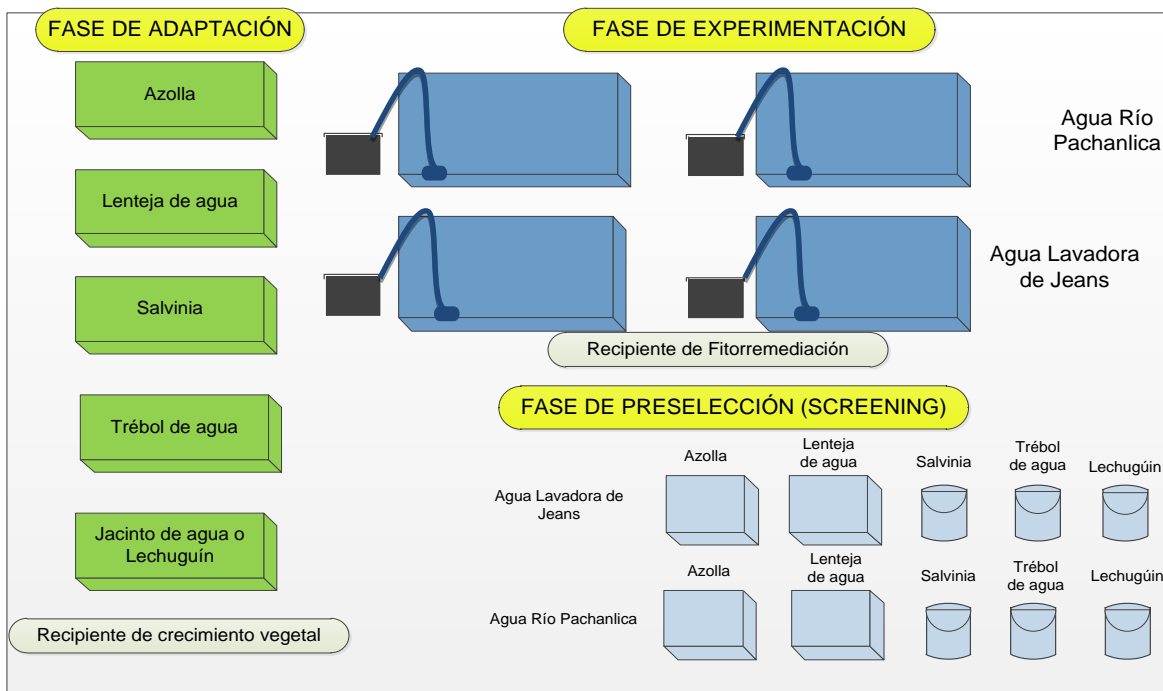 FASE DE ADAPTACIÓN
Azolla
Lenteja de agua
Salvinia
Trébol de agua
Jacinto de agua o
Lechuguín
Recipiente de crecimiento vegetal
FASE DE EXPERIMENTACIÓN
Agua Río
Pachanlica
Agua Lavadora
de Jeans
Recipiente de Fitorremediación
FASE DE PRESELECCIÓN (SCREENING)
Azolla
Lenteja
de agua
Salvinia
Trébol
de agua
Lechugúin
Agua Lavadora de
Jeans
Azolla
Lenteja
de agua
Salvinia
Trébol
de agua
Lechugúin
Agua Río Pachanlica